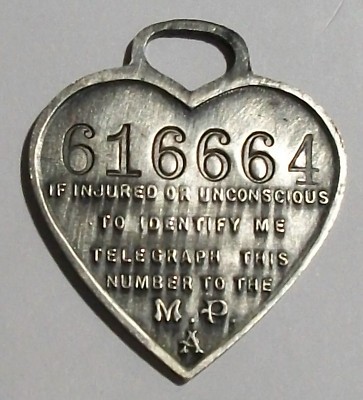 616664
IF INJURED OR UNCONSCIOUS
TO IDENTIFY ME
TELEGRAPH THIS
NUMBER TO THE
M.P.
A